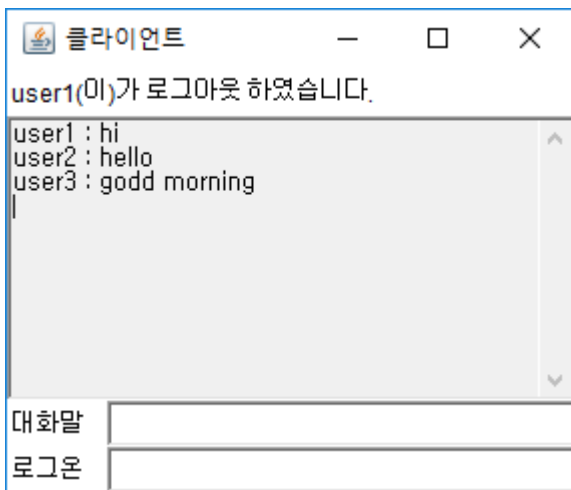 클라이언트
user1(이)가 로그아웃 하였습니다.
user1 : hi
user2 : hello
user3 : godd morning
대화말
로그온